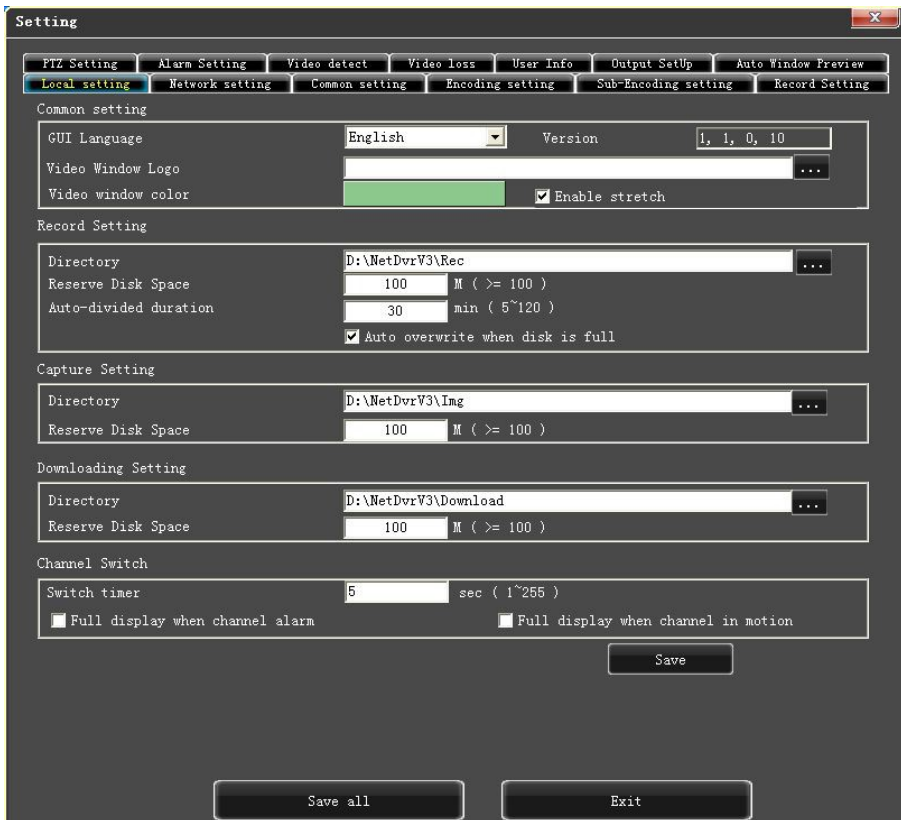 Setting
PTZ Setting Alarm Setting Video detect Video loss User Info Output SetUp Auto Window Preview
Local setting Network setting Common setting Encoding setting Sub-Encoding setting Record Setting
Common setting
GUI Language English Version 1, 1, 0, 10
Video Window Logo ...
Video window color Enable stretch
Record Setting
Directory D:\NetDvrV3\Rec ...
Reserve Disk Space 100 M ( >= 100 )
Auto-divided duration 30 min ( 5~120 )
Auto overwrite when disk is full
Capture Setting
Directory D:\NetDvrV3\Img ...
Reserve Disk Space 100 M ( >= 100 )
Downloading Setting
Directory D:\NetDvrV3\Download ...
Reserve Disk Space 100 M ( >= 100 )
Channel Switch
Switch timer 5 sec ( 1~255 )
Full display when channel alarm Full display when channel in motion
Save
Save all Exit